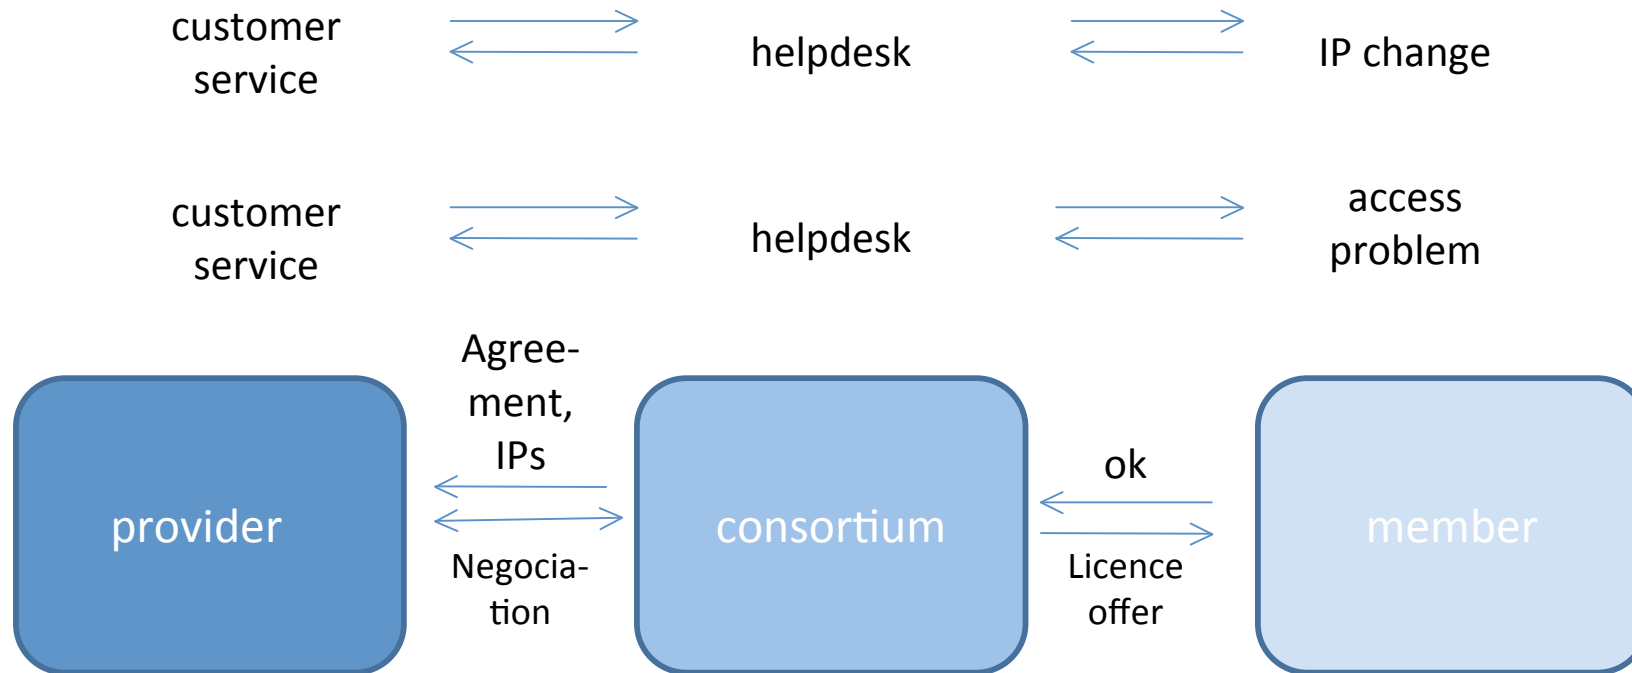 customer
service
helpdesk
IP change
customer
service
helpdesk
access
problem
Agree-
ment,
IPs
ok
provider
consortium
member
Negocia-
tion
Licence
offer